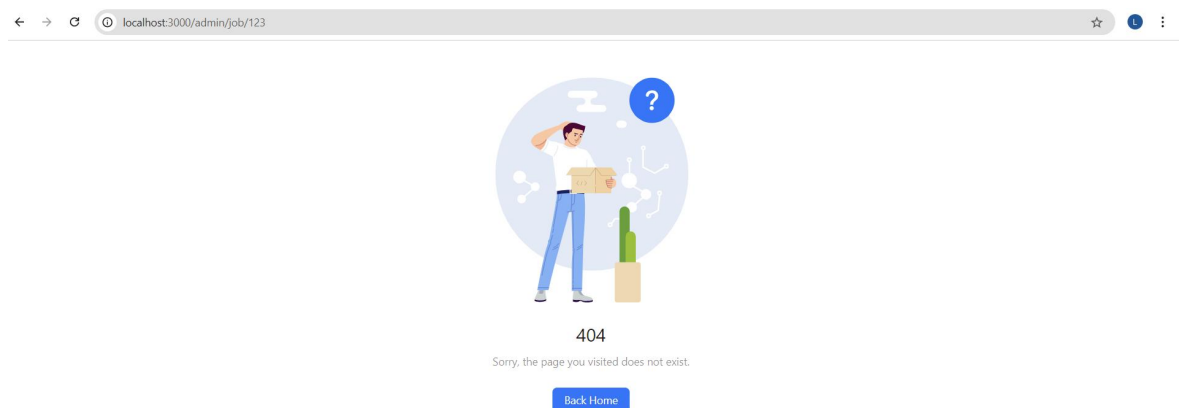 localhost:3000/admin/job/123
L
?
</>
404
Sorry, the page you visited does not exist.
Back Home